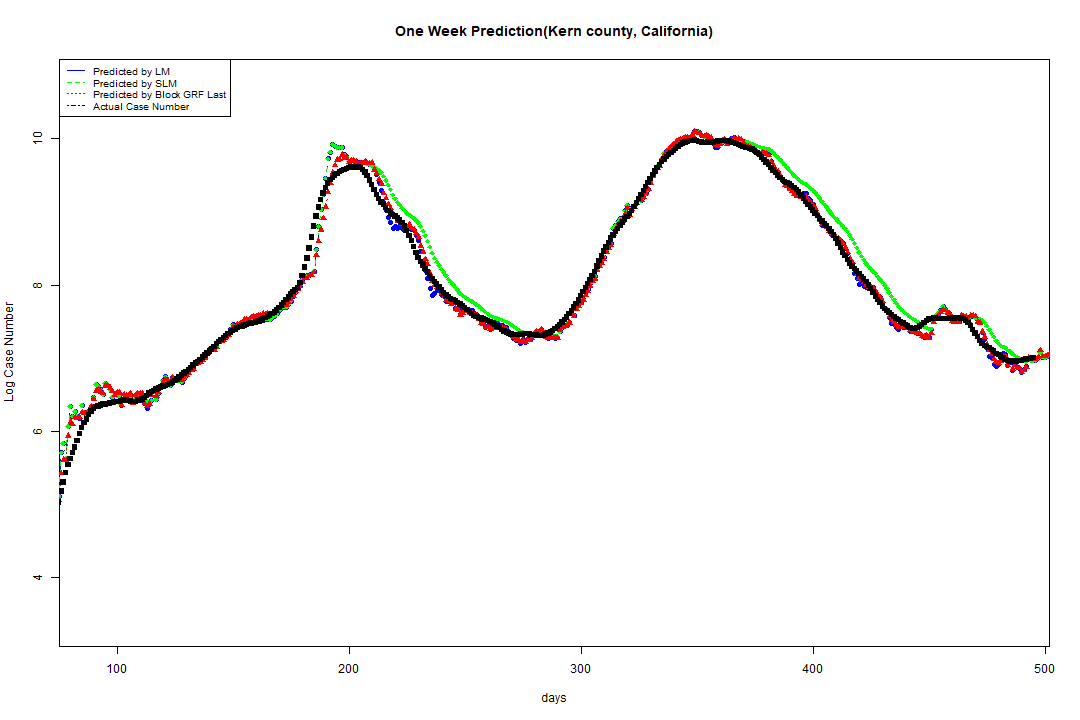 One Week Prediction(Kern county, California)
Predicted by LM
Predicted by SLM
Predicted by Block GRF Last
Actual Case Number
10
8
6
4
Log Case Number
100 200 300 400 500
days